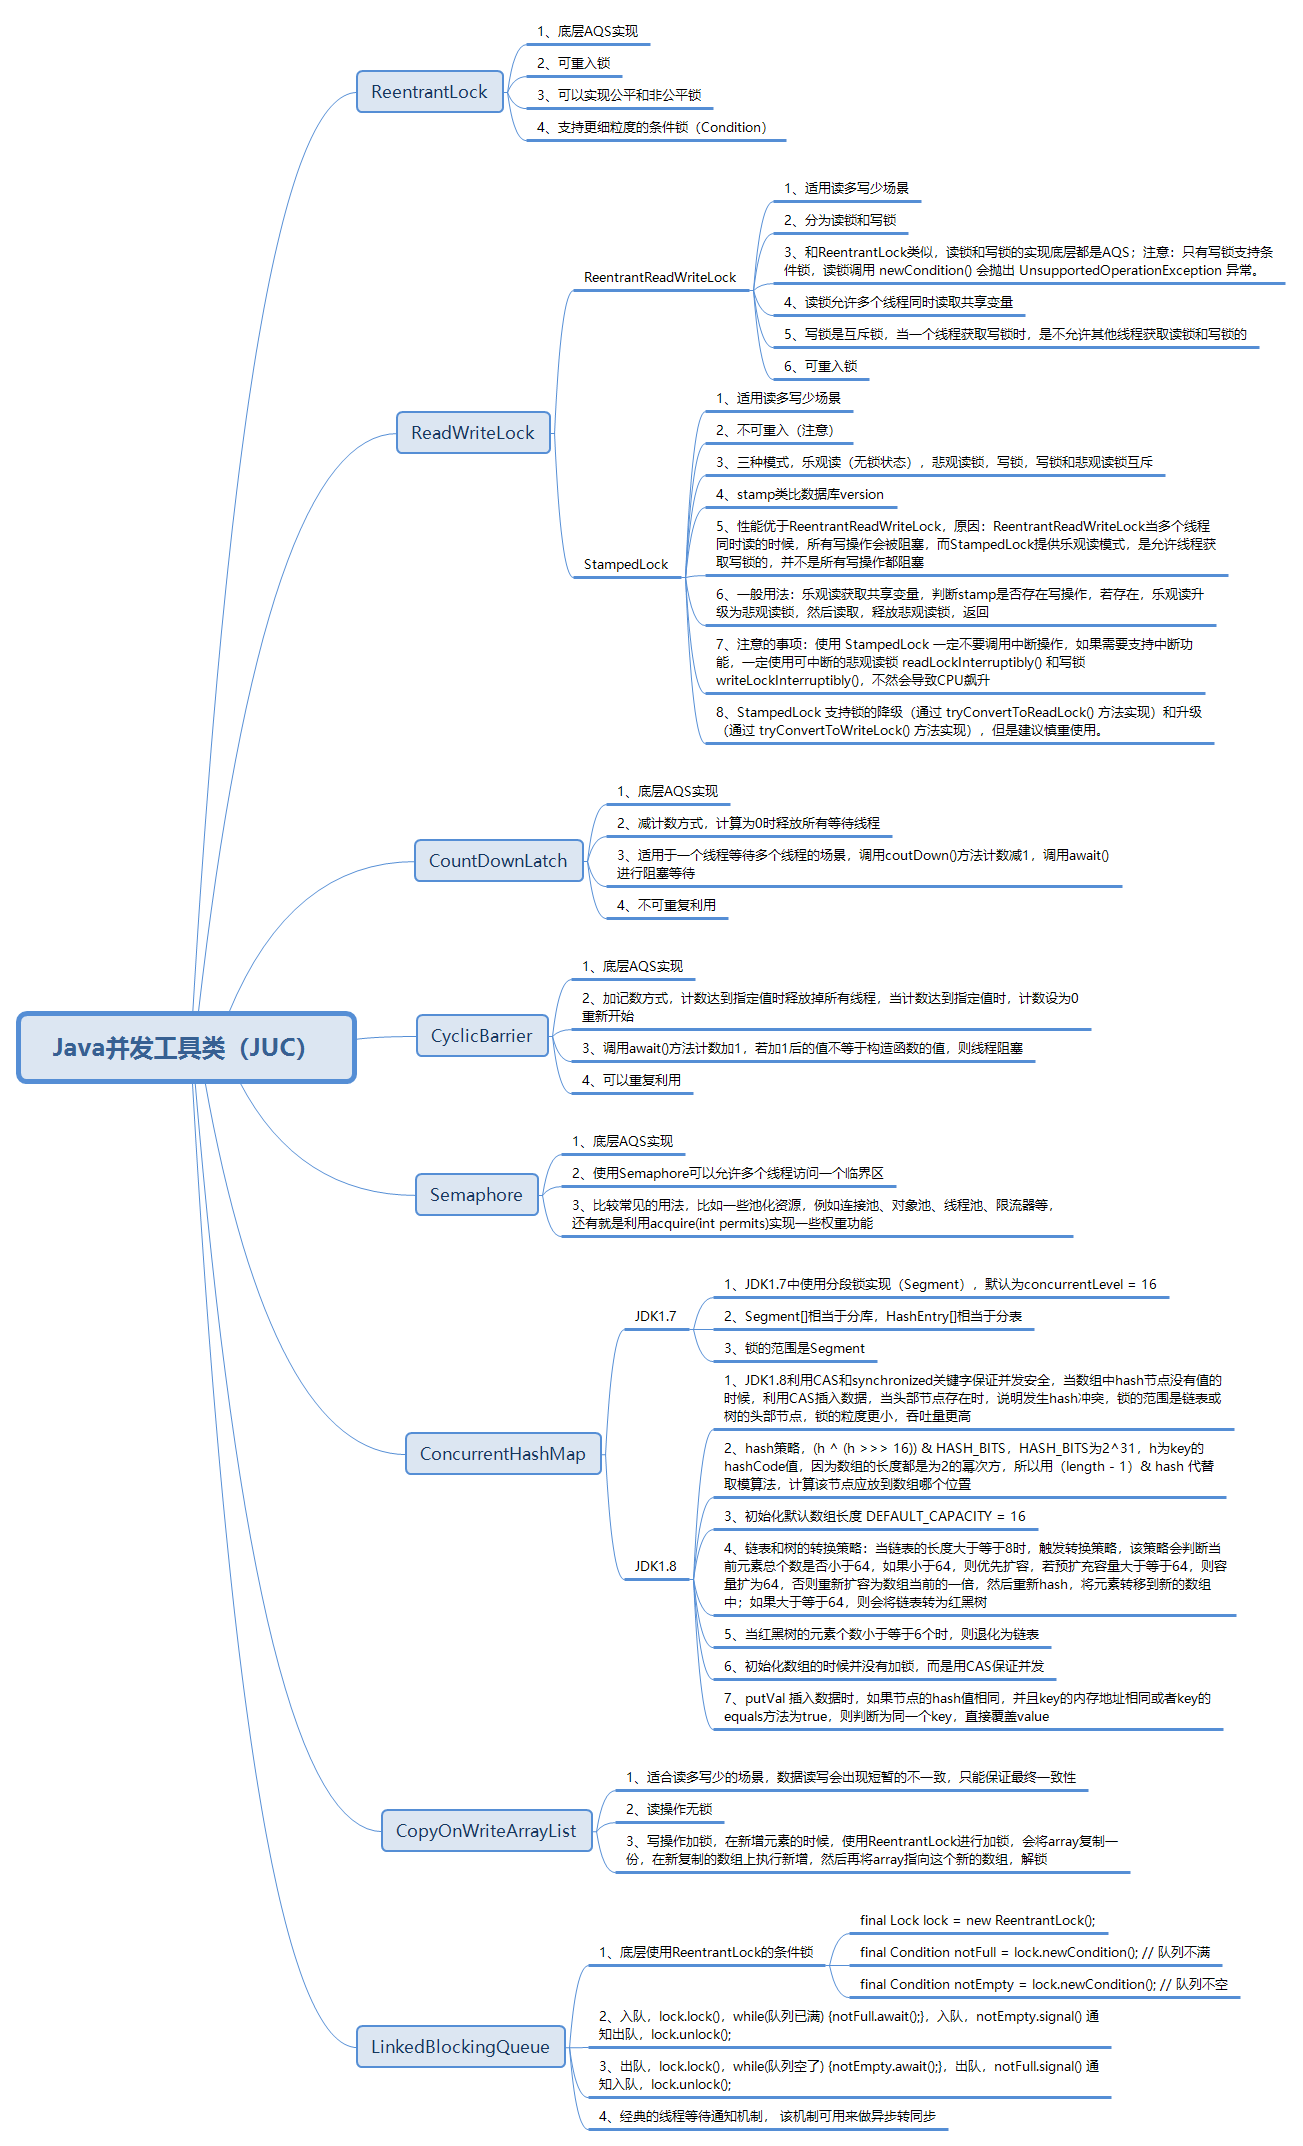 Java并发工具类（JUC）
ReentrantLock
1、底层AQS实现
2、可重入锁
3、可以实现公平和非公平锁
4、支持更细粒度的条件锁（Condition）
ReadWriteLock
ReentrantReadWriteLock
1、适用读多写少场景
2、分为读锁和写锁
3、和ReentrantLock类似，读锁和写锁的实现底层都是AQS；注意：只有写锁支持条
件锁，读锁调用 newCondition() 会抛出 UnsupportedOperationException 异常。
4、读锁允许多个线程同时读取共享变量
5、写锁是互斥锁，当一个线程获取写锁时，是不允许其他线程获取读锁和写锁的
6、可重入锁
StampedLock
1、适用读多写少场景
2、不可重入（注意）
3、三种模式，乐观读（无锁状态），悲观读锁，写锁，写锁和悲观读锁互斥
4、stamp类比数据库version
5、性能优于ReentrantReadWriteLock，原因：ReentrantReadWriteLock当多个线程
同时读的时候，所有写操作会被阻塞，而StampedLock提供乐观读模式，是允许线程获
取写锁的，并不是所有写操作都阻塞
6、一般用法：乐观读获取共享变量，判断stamp是否存在写操作，若存在，乐观读升
级为悲观读锁，然后读取，释放悲观读锁，返回
7、注意的事项：使用 StampedLock 一定不要调用中断操作，如果需要支持中断功
能，一定使用可中断的悲观读锁 readLockInterruptibly() 和写锁
writeLockInterruptibly()，不然会导致CPU飙升
8、StampedLock 支持锁的降级（通过 tryConvertToReadLock() 方法实现）和升级
（通过 tryConvertToWriteLock() 方法实现），但是建议慎重使用。
CountDownLatch
1、底层AQS实现
2、减计数方式，计算为0时释放所有等待线程
3、适用于一个线程等待多个线程的场景，调用coutDown()方法计数减1，调用await()
进行阻塞等待
4、不可重复利用
CyclicBarrier
1、底层AQS实现
2、加记数方式，计数达到指定值时释放掉所有线程，当计数达到指定值时，计数设为0
重新开始
3、调用await()方法计数加1，若加1后的值不等于构造函数的值，则线程阻塞
4、可以重复利用
Semaphore
1、底层AQS实现
2、使用Semaphore可以允许多个线程访问一个临界区
3、比较常见的用法，比如一些池化资源，例如连接池、对象池、线程池、限流器等，
还有就是利用acquire(int permits)实现一些权重功能
ConcurrentHashMap
JDK1.7
1、JDK1.7中使用分段锁实现（Segment），默认为concurrentLevel = 16
2、Segment[]相当于分库，HashEntry[]相当于分表
3、锁的范围是Segment
JDK1.8
1、JDK1.8利用CAS和synchronized关键字保证并发安全，当数组中hash节点没有值的
时候，利用CAS插入数据，当头部节点存在时，说明发生hash冲突，锁的范围是链表或
树的头部节点，锁的粒度更小，吞吐量更高
2、hash策略，(h ^ (h >>> 16)) & HASH_BITS，HASH_BITS为2^31，h为key的
hashCode值，因为数组的长度都是为2的幂次方，所以用（length - 1）& hash 代替
取模算法，计算该节点应放到数组哪个位置
3、初始化默认数组长度 DEFAULT_CAPACITY = 16
4、链表和树的转换策略：当链表的长度大于等于8时，触发转换策略，该策略会判断当
前元素总个数是否小于64，如果小于64，则优先扩容，若预扩充容量大于等于64，则容
量扩为64，否则重新扩容为数组当前的一倍，然后重新hash，将元素转移到新的数组
中；如果大于等于64，则会将链表转为红黑树
5、当红黑树的元素个数小于等于6个时，则退化为链表
6、初始化数组的时候并没有加锁，而是用CAS保证并发
7、putVal 插入数据时，如果节点的hash值相同，并且key的内存地址相同或者key的
equals方法为true，则判断为同一个key，直接覆盖value
CopyOnWriteArrayList
1、适合读多写少的场景，数据读写会出现短暂的不一致，只能保证最终一致性
2、读操作无锁
3、写操作加锁，在新增元素的时候，使用ReentrantLock进行加锁，会将array复制一
份，在新复制的数组上执行新增，然后再将array指向这个新的数组，解锁
LinkedBlockingQueue
1、底层使用ReentrantLock的条件锁
final Lock lock = new ReentrantLock();
final Condition notFull = lock.newCondition(); // 队列不满
final Condition notEmpty = lock.newCondition(); // 队列不空
2、入队，lock.lock()，while(队列已满) {notFull.await();}，入队，notEmpty.signal() 通
知出队，lock.unlock();
3、出队，lock.lock()，while(队列空了) {notEmpty.await();}，出队，notFull.signal() 通
知入队，lock.unlock();
4、经典的线程等待通知机制， 该机制可用来做异步转同步